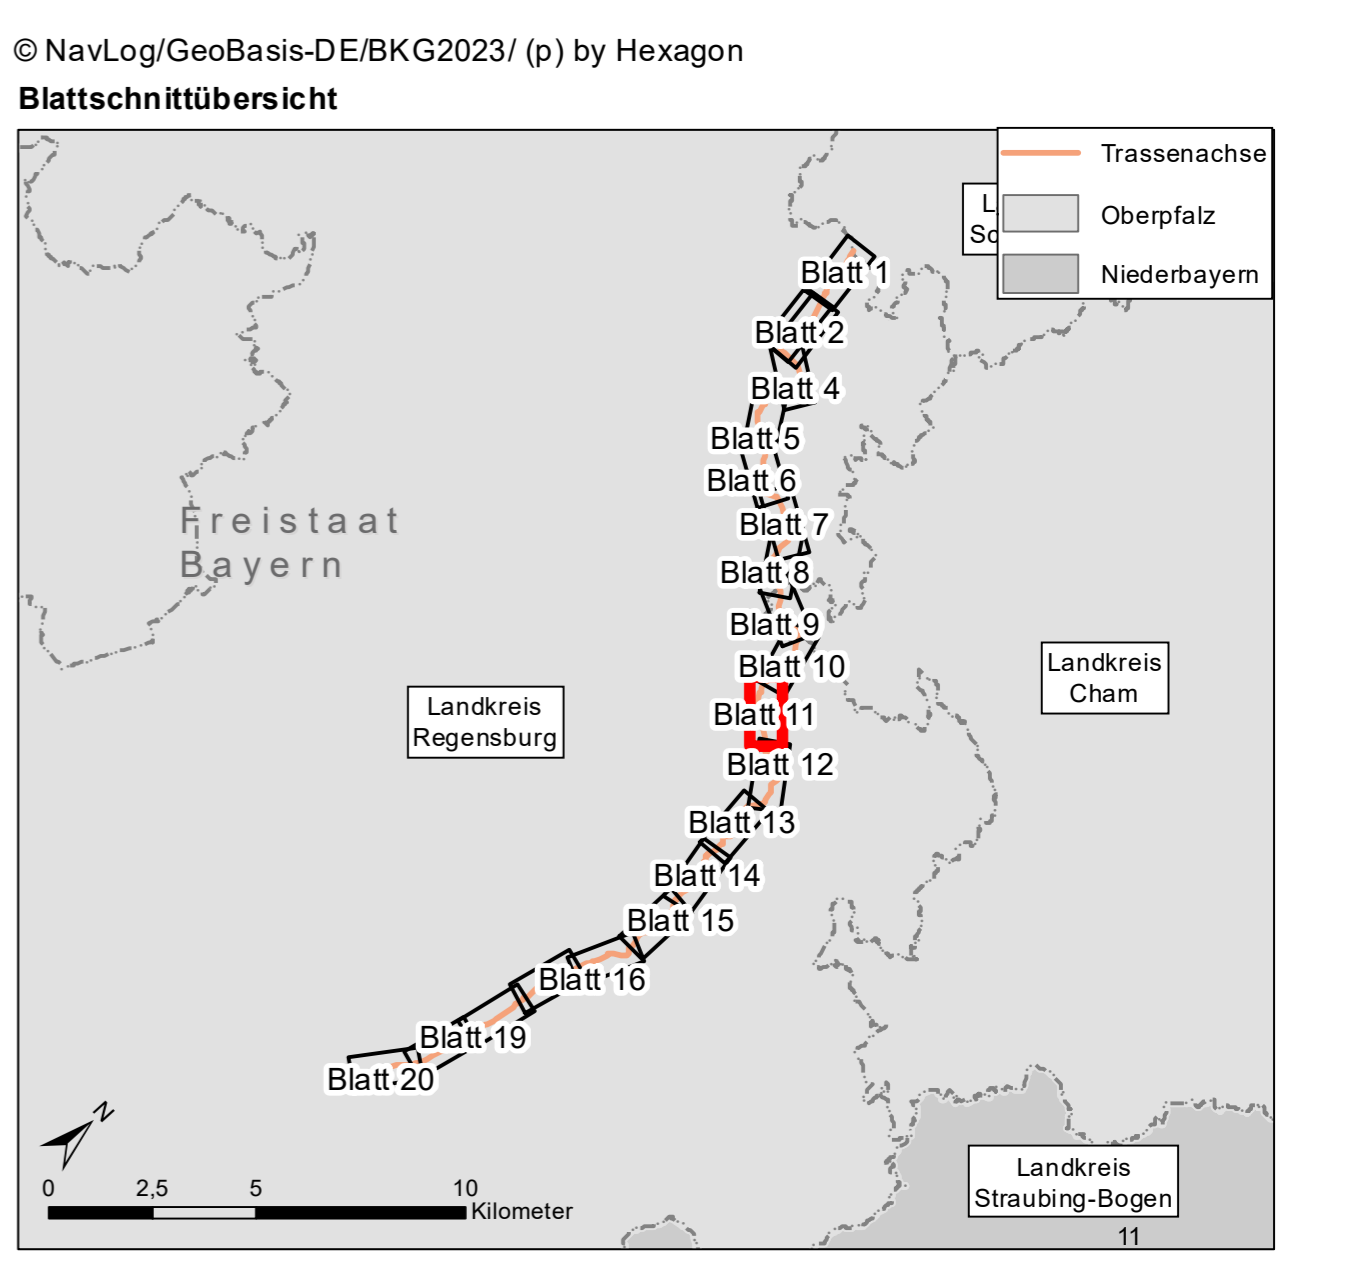 © NavLog/GeoBasis-DE/BKG2023/ (p) by Hexagon
Blattschnittübersicht
Trassenachse
Oberpfalz
Niederbayern
Blatt 1
Blatt 2
Blatt 4
Blatt 5
Blatt 6
Freistaat
Bayern
Blatt 7
Blatt 8
Blatt 9
Blatt 10
Landkreis
Cham
Landkreis
Regensburg
Blatt 11
Blatt 12
Blatt 13
Blatt 14
Blatt 15
Blatt 16
Blatt 19
Blatt 20
N
0 2,5 5 10
Kilometer
Landkreis
Straubing-Bogen
11